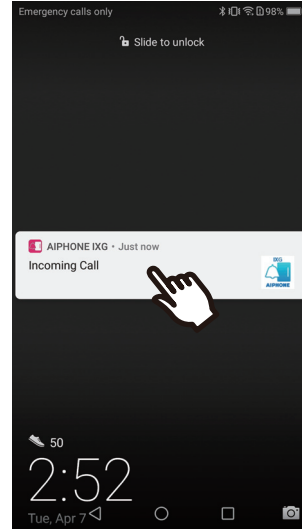 Emergency calls only
98%
Slide to unlock
AIPHONE IXG • Just now
Incoming Call
IXG
AIPHONE
50
2:52
Tue, Apr 7